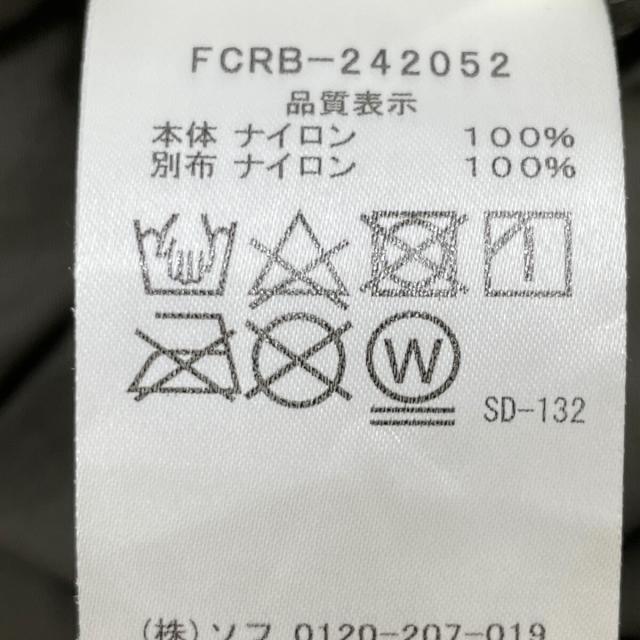 FCRB-242052
品質表示
本体 ナイロン 100%
別布 ナイロン 100%
W
SD-132
(株)ソフ 0120-207-019